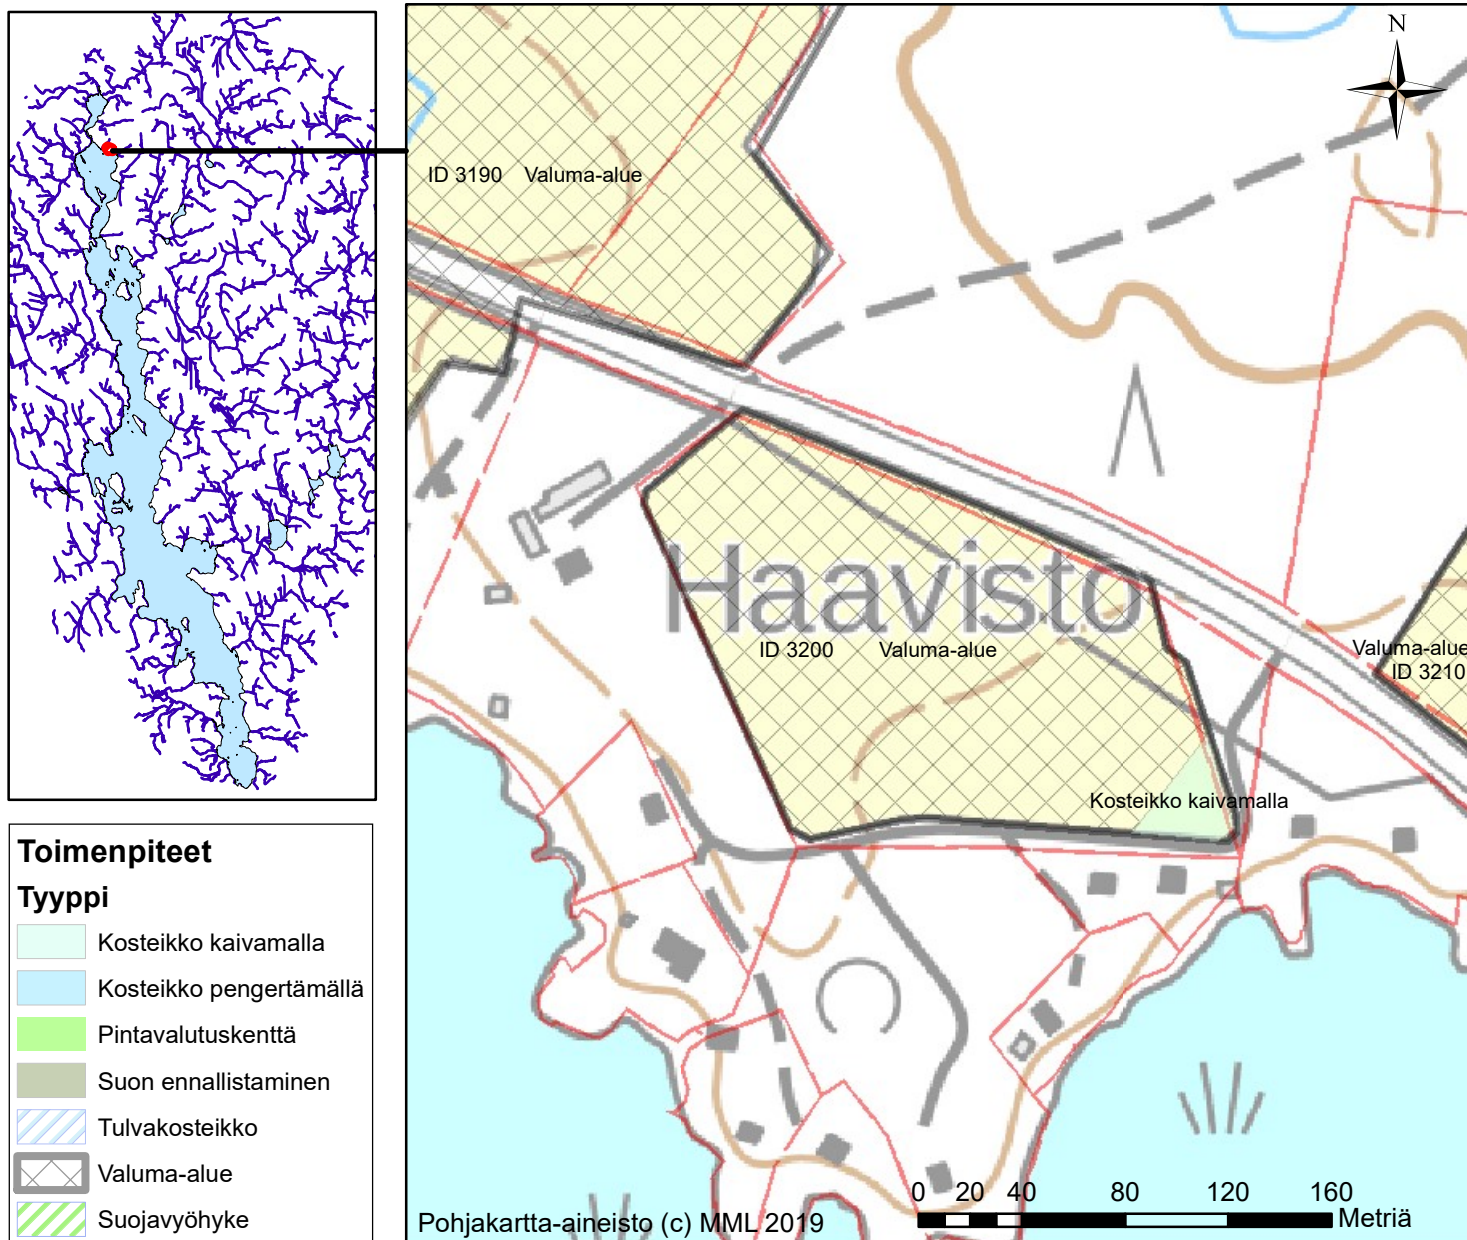 N
ID 3190 Valuma-alue
Haavisto
ID 3200 Valuma-alue
Valuma-alue
ID 3210
Kosteikko kaivamalla
Toimenpiteet
Tyyppi
Kosteikko kaivamalla
Kosteikko pengertämällä
Pintavalutuskenttä
Suon ennallistaminen
Tulvakosteikko
Valuma-alue
Suojavyöhyke
0 20 40 80 120 160
Metriä
Pohjakartta-aineisto (c) MML 2019